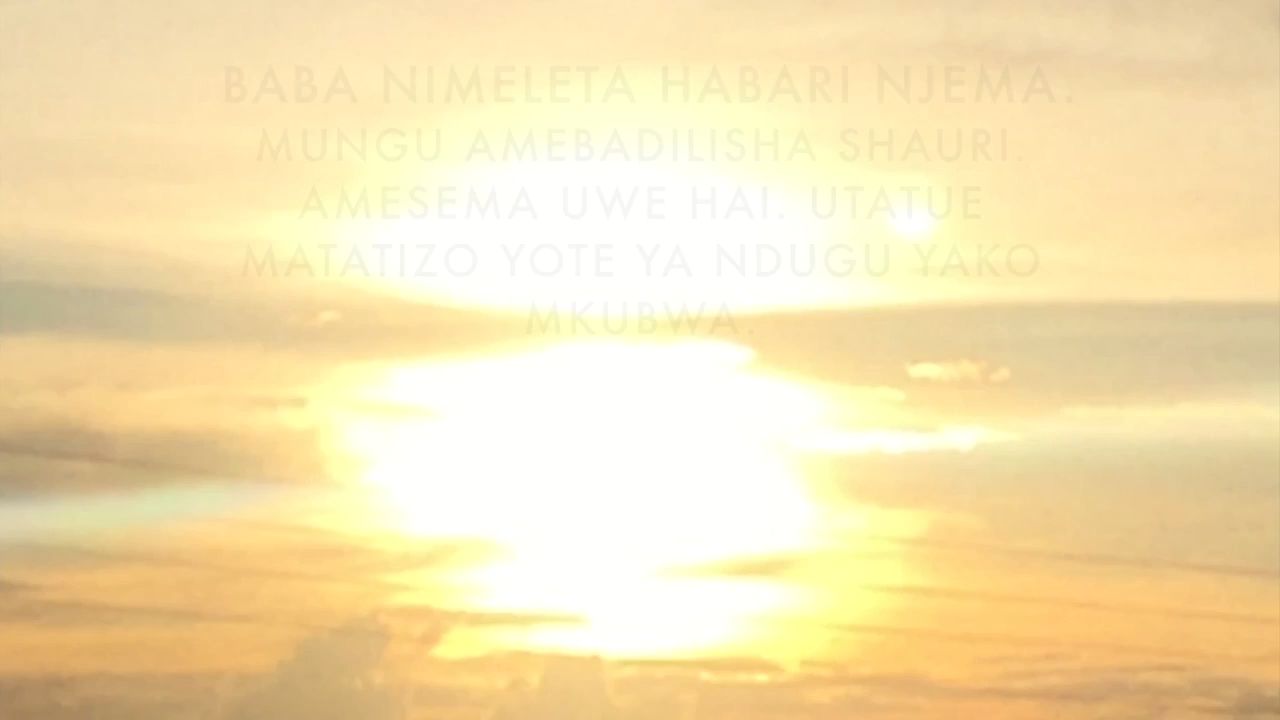 BABA NIMELETA HABARI NJEMA.
MUNGU AMEBADILISHA SHAURI.
AMESEMA UWE HAI. UTATUE
MATATIZO YOTE YA NDUGU YAKO
MKUBWA.